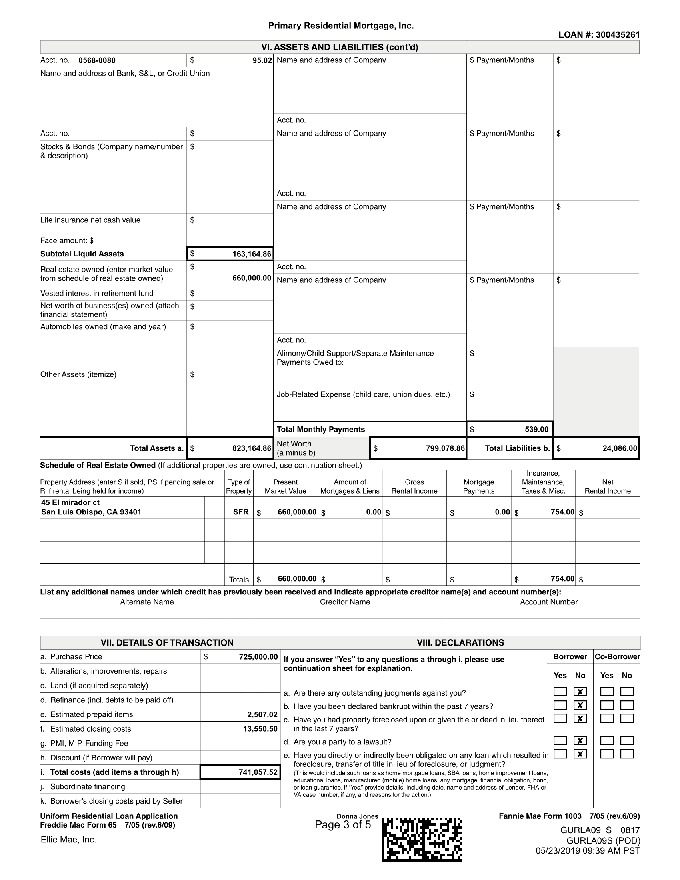 Primary Residential Mortgage, Inc.
LOAN #: 300435261
VI. ASSETS AND LIABILITIES (cont'd)
Acct. no. 0568-0080 $ 95.02 Name and address of Company $ Payment/Months $
Name and address of Bank, S&L, or Credit Union
Acct. no.
Acct. no. $ Name and address of Company $ Payment/Months $
Stocks & Bonds (Company name/number $
& description)
Acct. no.
Name and address of Company $ Payment/Months $
Life insurance net cash value $
Face amount: $
Subtotal Liquid Assets $ 163,164.86
Real estate owned (enter market value $ Acct. no.
from schedule of real estate owned) 660,000.00 Name and address of Company $ Payment/Months $
Vested interest in retirement fund $
Net worth of business(es) owned (attach $
financial statement)
Automobiles owned (make and year) $
Acct. no.
Alimony/Child Support/Separate Maintenance $
Payments Owed to:
Other Assets (itemize) $
Job-Related Expense (child care, union dues, etc.) $
Total Monthly Payments $ 539.00
Total Assets a. $ 823,164.86 Net Worth $ 799,078.86 Total Liabilities b. $ 24,086.00
(a minus b)
Schedule of Real Estate Owned (If additional properties are owned, use continuation sheet.)
Property Address (enter S if sold, PS if pending sale or R if rental being held for income) Type of Property Present Market Value Amount of Mortgages & Liens Gross Rental Income Mortgage Payments Insurance, Maintenance, Taxes & Misc. Net Rental Income
45 El mirador ct
San Luis Obispo, CA 93401 SFR $ 660,000.00 $ 0.00 $ $ 0.00 $ 754.00 $
Totals $ 660,000.00 $ $ $ $ 754.00 $
List any additional names under which credit has previously been received and indicate appropriate creditor name(s) and account number(s):
Alternate Name Creditor Name Account Number
VII. DETAILS OF TRANSACTION VIII. DECLARATIONS
a. Purchase Price $ 725,000.00
b. Alterations, improvements, repairs
c. Land (if acquired separately)
d. Refinance (incl. debts to be paid off)
e. Estimated prepaid items 2,507.02
f. Estimated closing costs 13,550.50
g. PMI, MIP, Funding Fee
h. Discount (if Borrower will pay)
i. Total costs (add items a through h) 741,057.52
j. Subordinate financing
k. Borrower's closing costs paid by Seller
If you answer "Yes" to any questions a through i, please use
continuation sheet for explanation.
Borrower Co-Borrower
Yes No Yes No
a. Are there any outstanding judgments against you? X
b. Have you been declared bankrupt within the past 7 years? X
c. Have you had property foreclosed upon or given title or deed in lieu thereof X
in the last 7 years?
d. Are you a party to a lawsuit? X
e. Have you directly or indirectly been obligated on any loan which resulted in X
foreclosure, transfer of title in lieu of foreclosure, or judgment?
(This would include such loans as home mortgage loans, SBA loans, home improvement loans,
educational loans, manufactured (mobile) home loans, any mortgage, financial obligation, bond,
or loan guarantee. If "Yes," provide details, including date, name and address of Lender, FHA or
VA case number, if any, and reasons for the action.)
Uniform Residential Loan Application
Freddie Mac Form 65 7/05 (rev.6/09)
Ellie Mae, Inc.
Donna Jones
Page 3 of 5
Fannie Mae Form 1003 7/05 (rev.6/09)
GURLA09_S 0817
GURLA09S (POD)
05/23/2019 09:39 AM PST